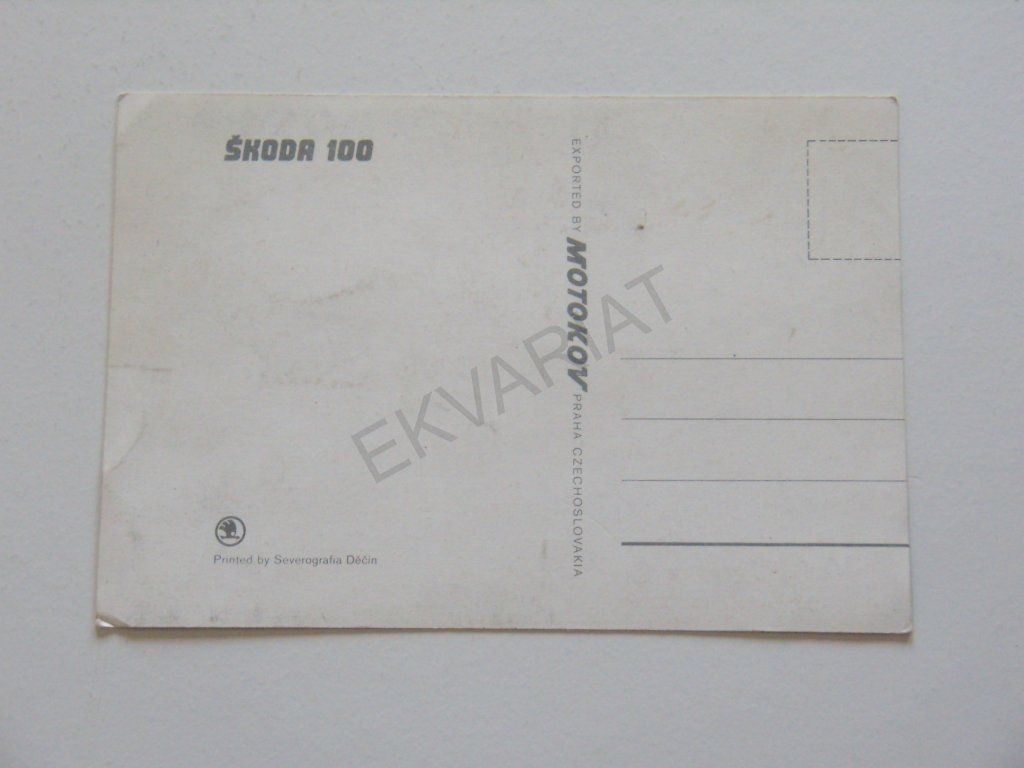 ŠKODA 100
EXPORTED BY MOTOKOV PRAHA CZECHOSLOVAKIA
EKVARIAT
Printed by Severografia Děčín